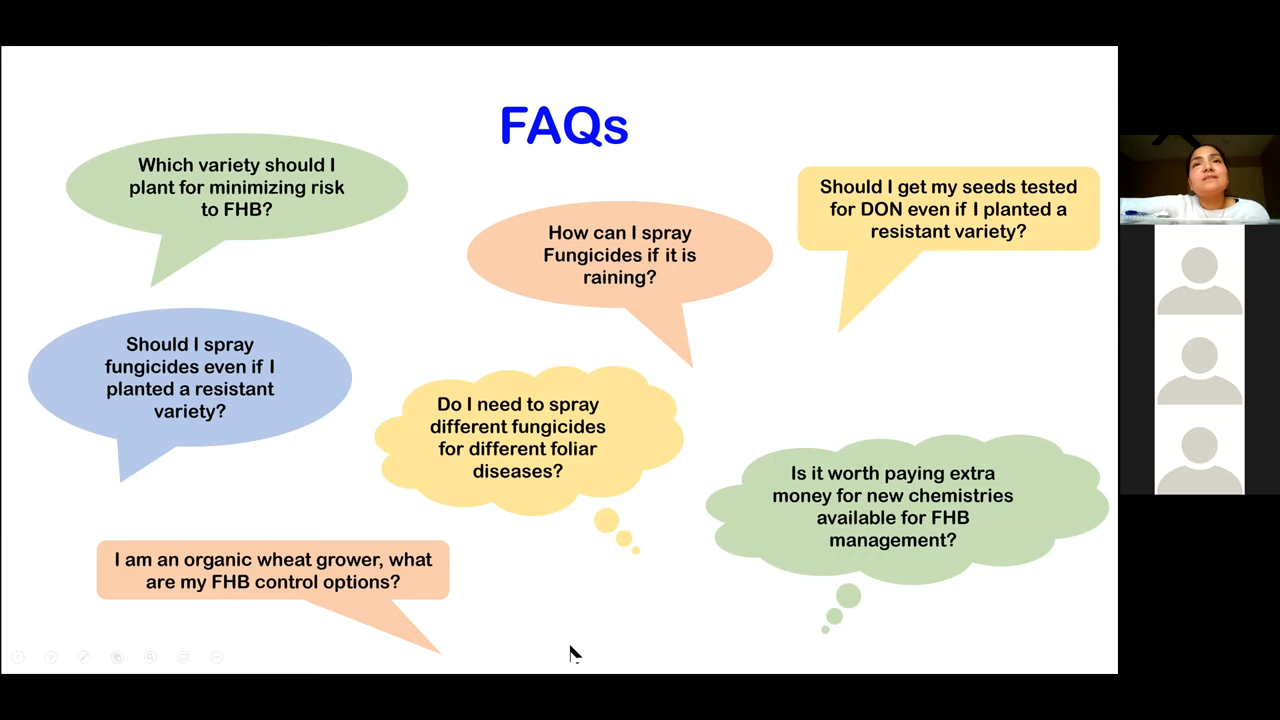 FAQs
Which variety should I
plant for minimizing risk
to FHB?
How can I spray
Fungicides if it is
raining?
Should I get my seeds tested
for DON even if I planted a
resistant variety?
Should I spray
fungicides even if I
planted a resistant
variety?
Do I need to spray
different fungicides
for different foliar
diseases?
Is it worth paying extra
money for new chemistries
available for FHB
management?
I am an organic wheat grower, what
are my FHB control options?